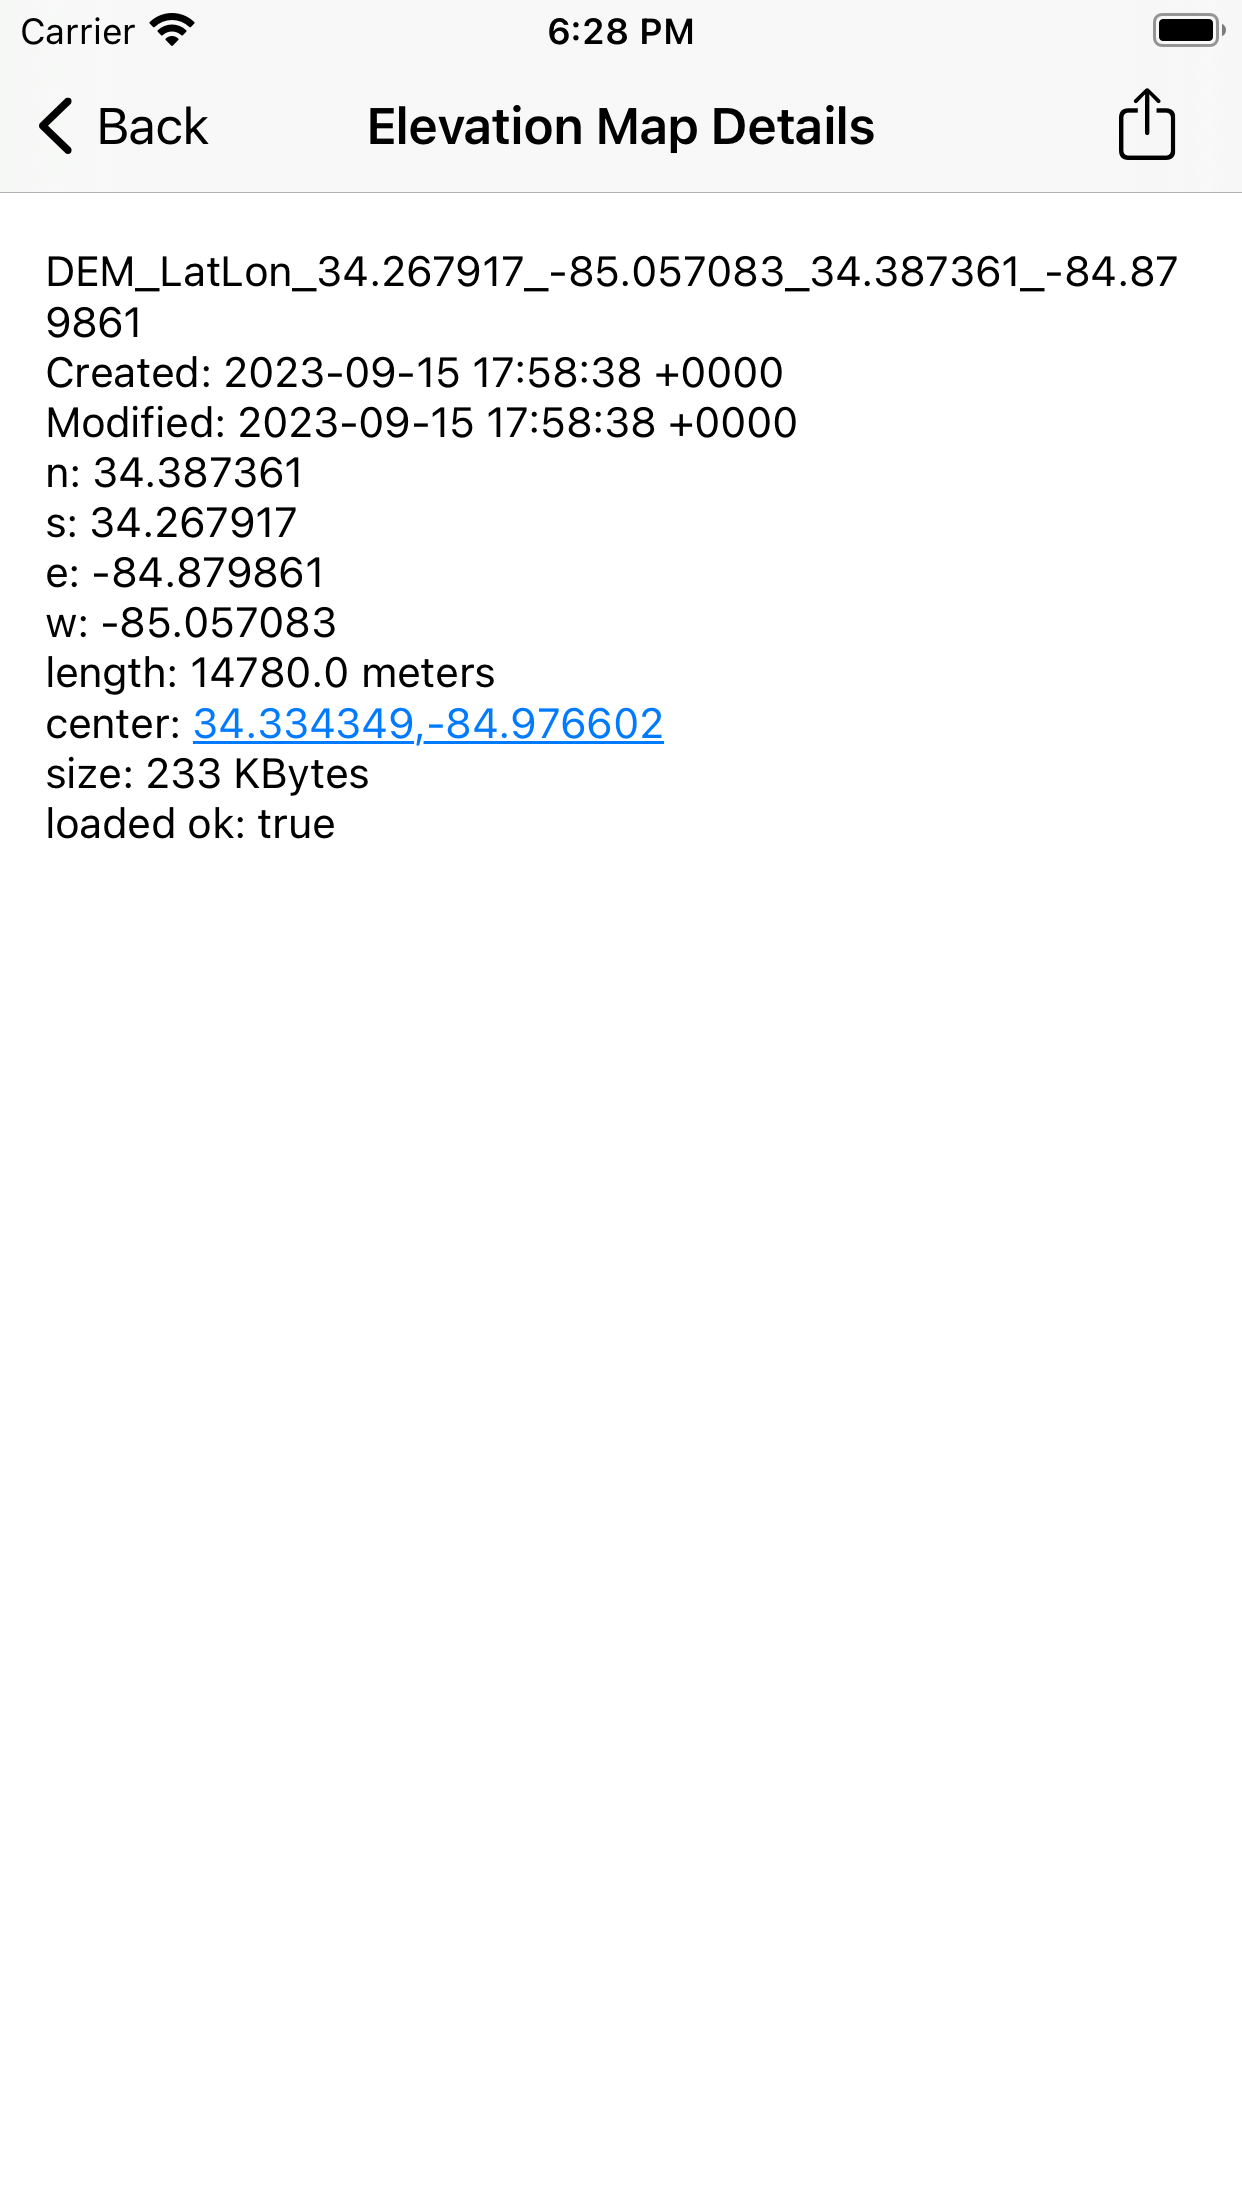 Carrier
6:28 PM
Back
Elevation Map Details
DEM_LatLon_34.267917_-85.057083_34.387361_-84.87
9861
Created: 2023-09-15 17:58:38 +0000
Modified: 2023-09-15 17:58:38 +0000
n: 34.387361
s: 34.267917
e: -84.879861
w: -85.057083
length: 14780.0 meters
center: 34.334349,-84.976602
size: 233 KBytes
loaded ok: true